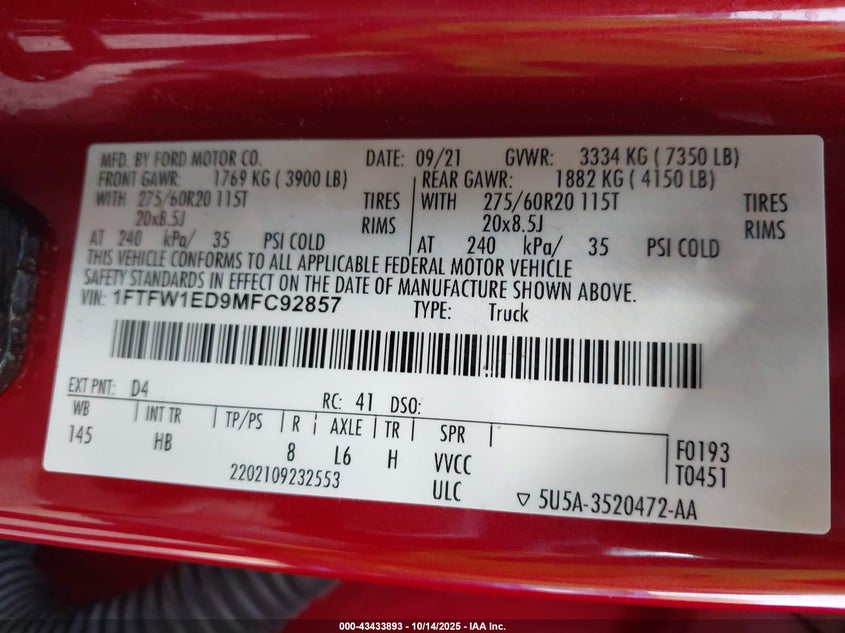 MFD. BY FORD MOTOR CO. DATE: 09/21 GVWR: 3334 KG ( 7350 LB)
FRONT GAWR: 1769 KG ( 3900 LB) REAR GAWR: 1882 KG ( 4150 LB)
WITH 275/60R20 115T TIRES WITH 275/60R20 115T TIRES
20x8.5J RIMS 20x8.5J RIMS
AT 240 kPa/ 35 PSI COLD AT 240 kPa/ 35 PSI COLD
THIS VEHICLE CONFORMS TO ALL APPLICABLE FEDERAL MOTOR VEHICLE
SAFETY STANDARDS IN EFFECT ON THE DATE OF MANUFACTURE SHOWN ABOVE.
VIN: 1FTFW1ED9MFC92857 TYPE: Truck
EXT PNT: D4 RC: 41 DSO:
WB INT TR TP/PS R AXLE TR SPR
145 HB 8 L6 H VVCC F0193
2202109232553 ULC T0451
▽ 5U5A-3520472-AA
000-43433893 - 10/14/2025 - IAA Inc.